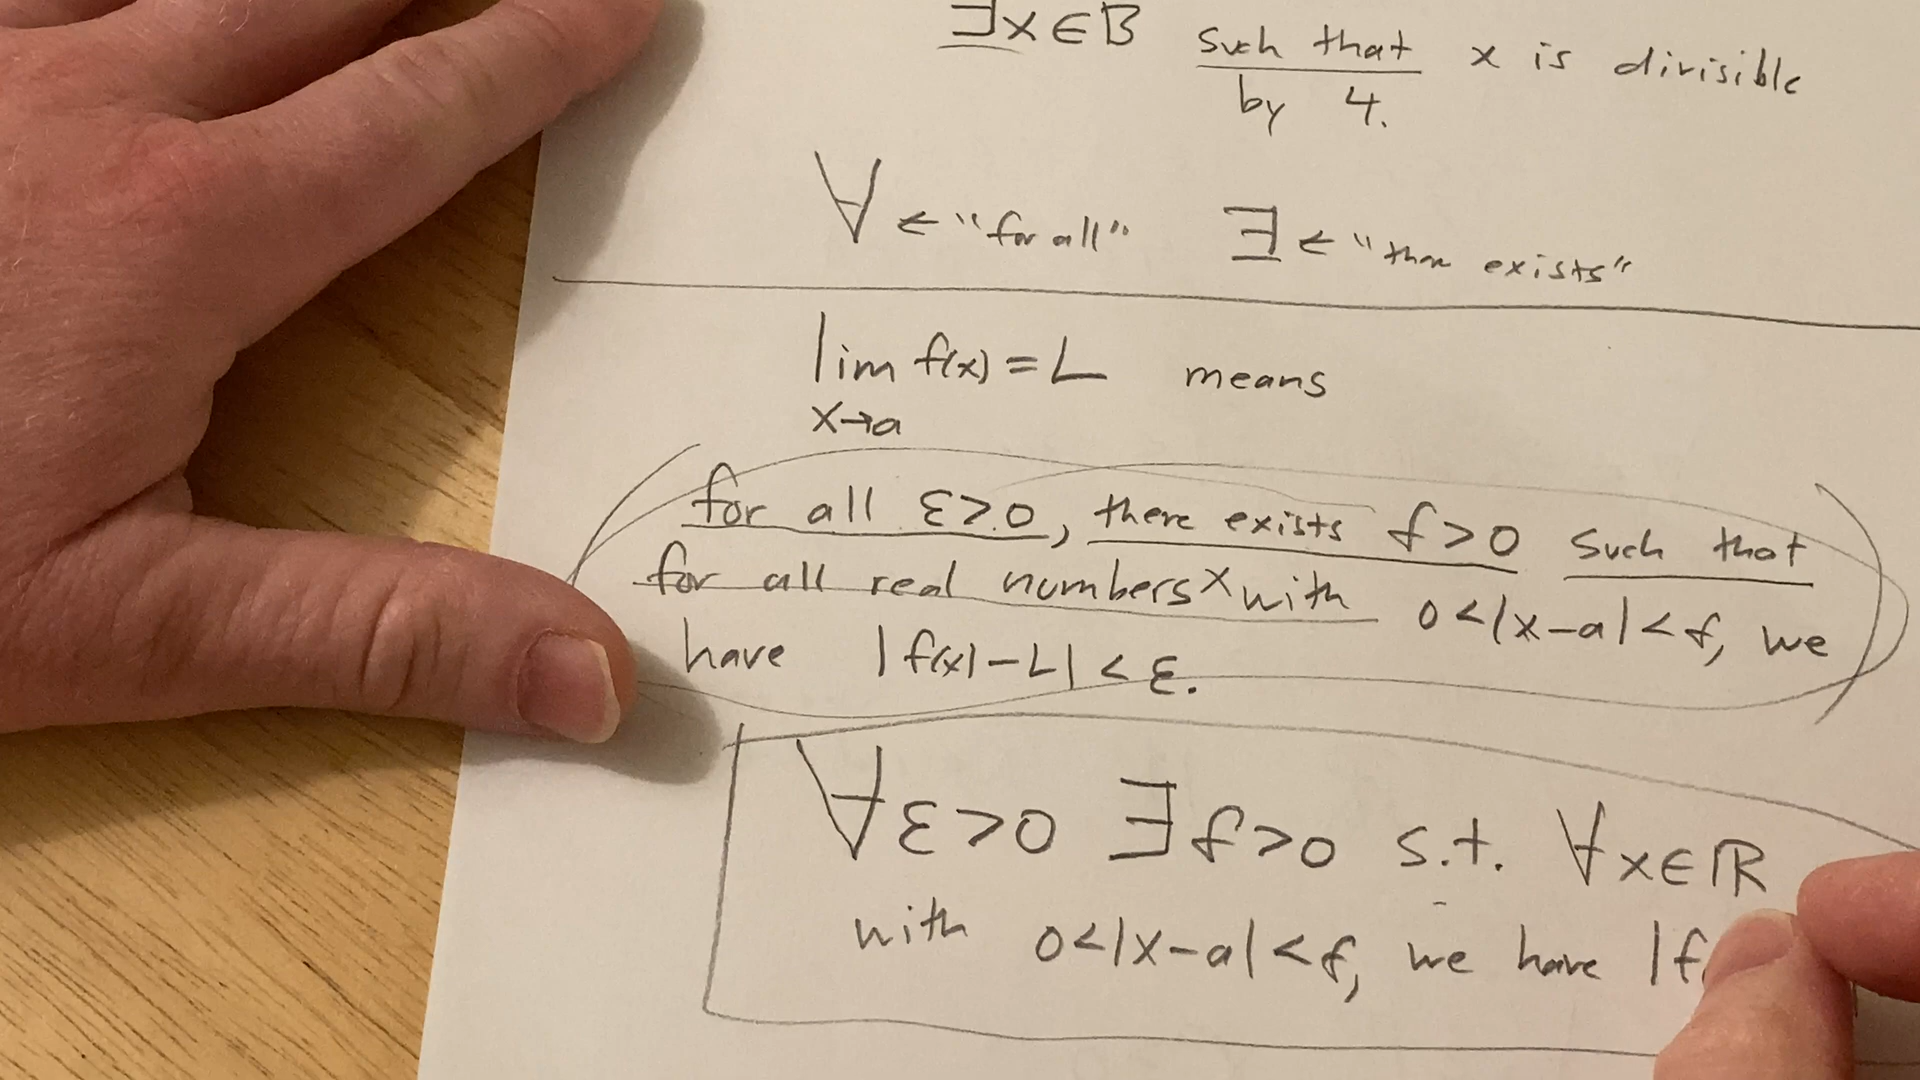 ∃x∈B such that x is divisible
by 4.
∀ ← "for all" ∃ ← "there exists"
lim f(x) = L means
x→a
for all ε>0, there exists δ>0 such that
for all real numbers x with 0<|x-a|<δ, we
have |f(x)-L| < ε.
∀ε>0 ∃δ>0 s.t. ∀x∈ℝ
with 0<|x-a|<δ, we have |f